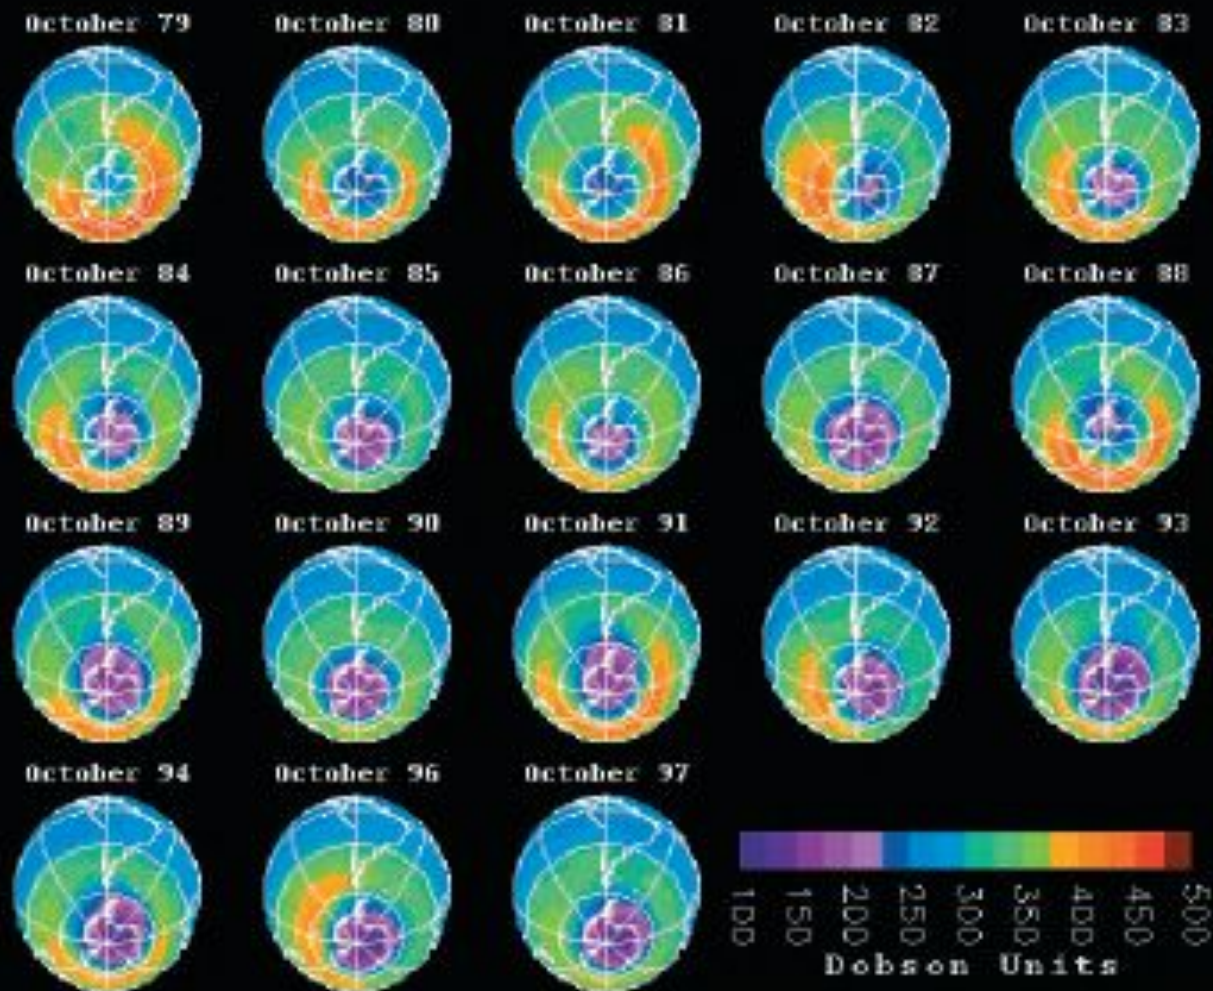 October 79 October 80 October 81 October 82 October 83
October 84 October 85 October 86 October 87 October 88
October 89 October 90 October 91 October 92 October 93
October 94 October 96 October 97
100 150 200 250 300 350 400 450 500
Dobson Units